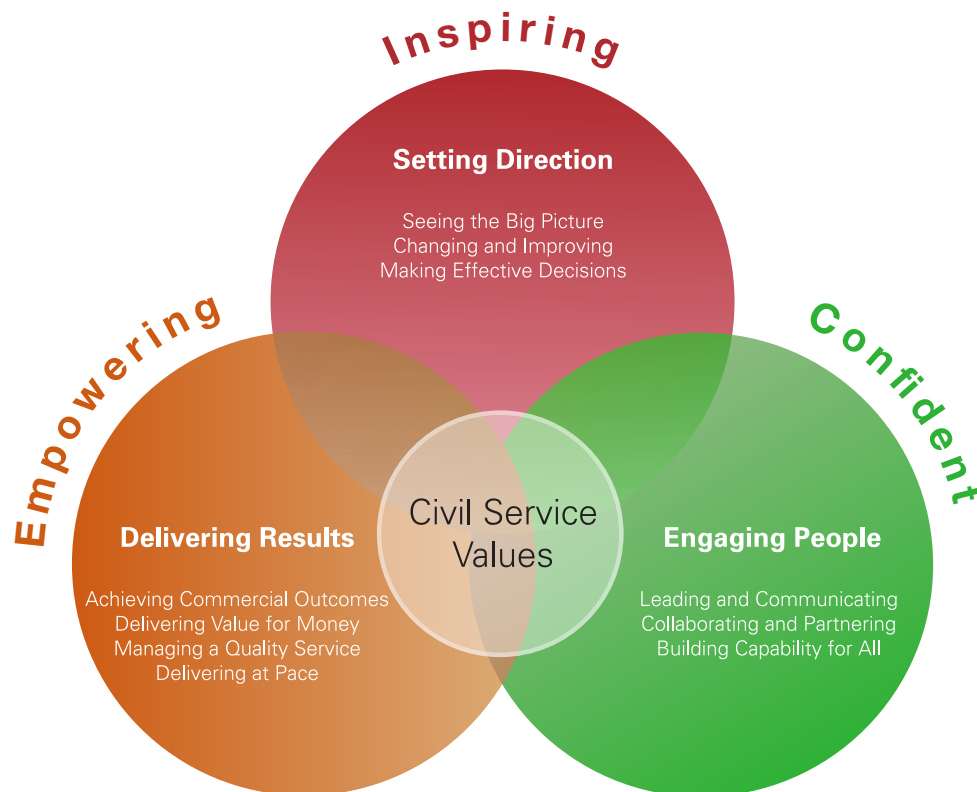 Inspiring
Setting Direction
Seeing the Big Picture
Changing and Improving
Making Effective Decisions
Empowering
Confident
Civil Service
Values
Delivering Results
Achieving Commercial Outcomes
Delivering Value for Money
Managing a Quality Service
Delivering at Pace
Engaging People
Leading and Communicating
Collaborating and Partnering
Building Capability for All